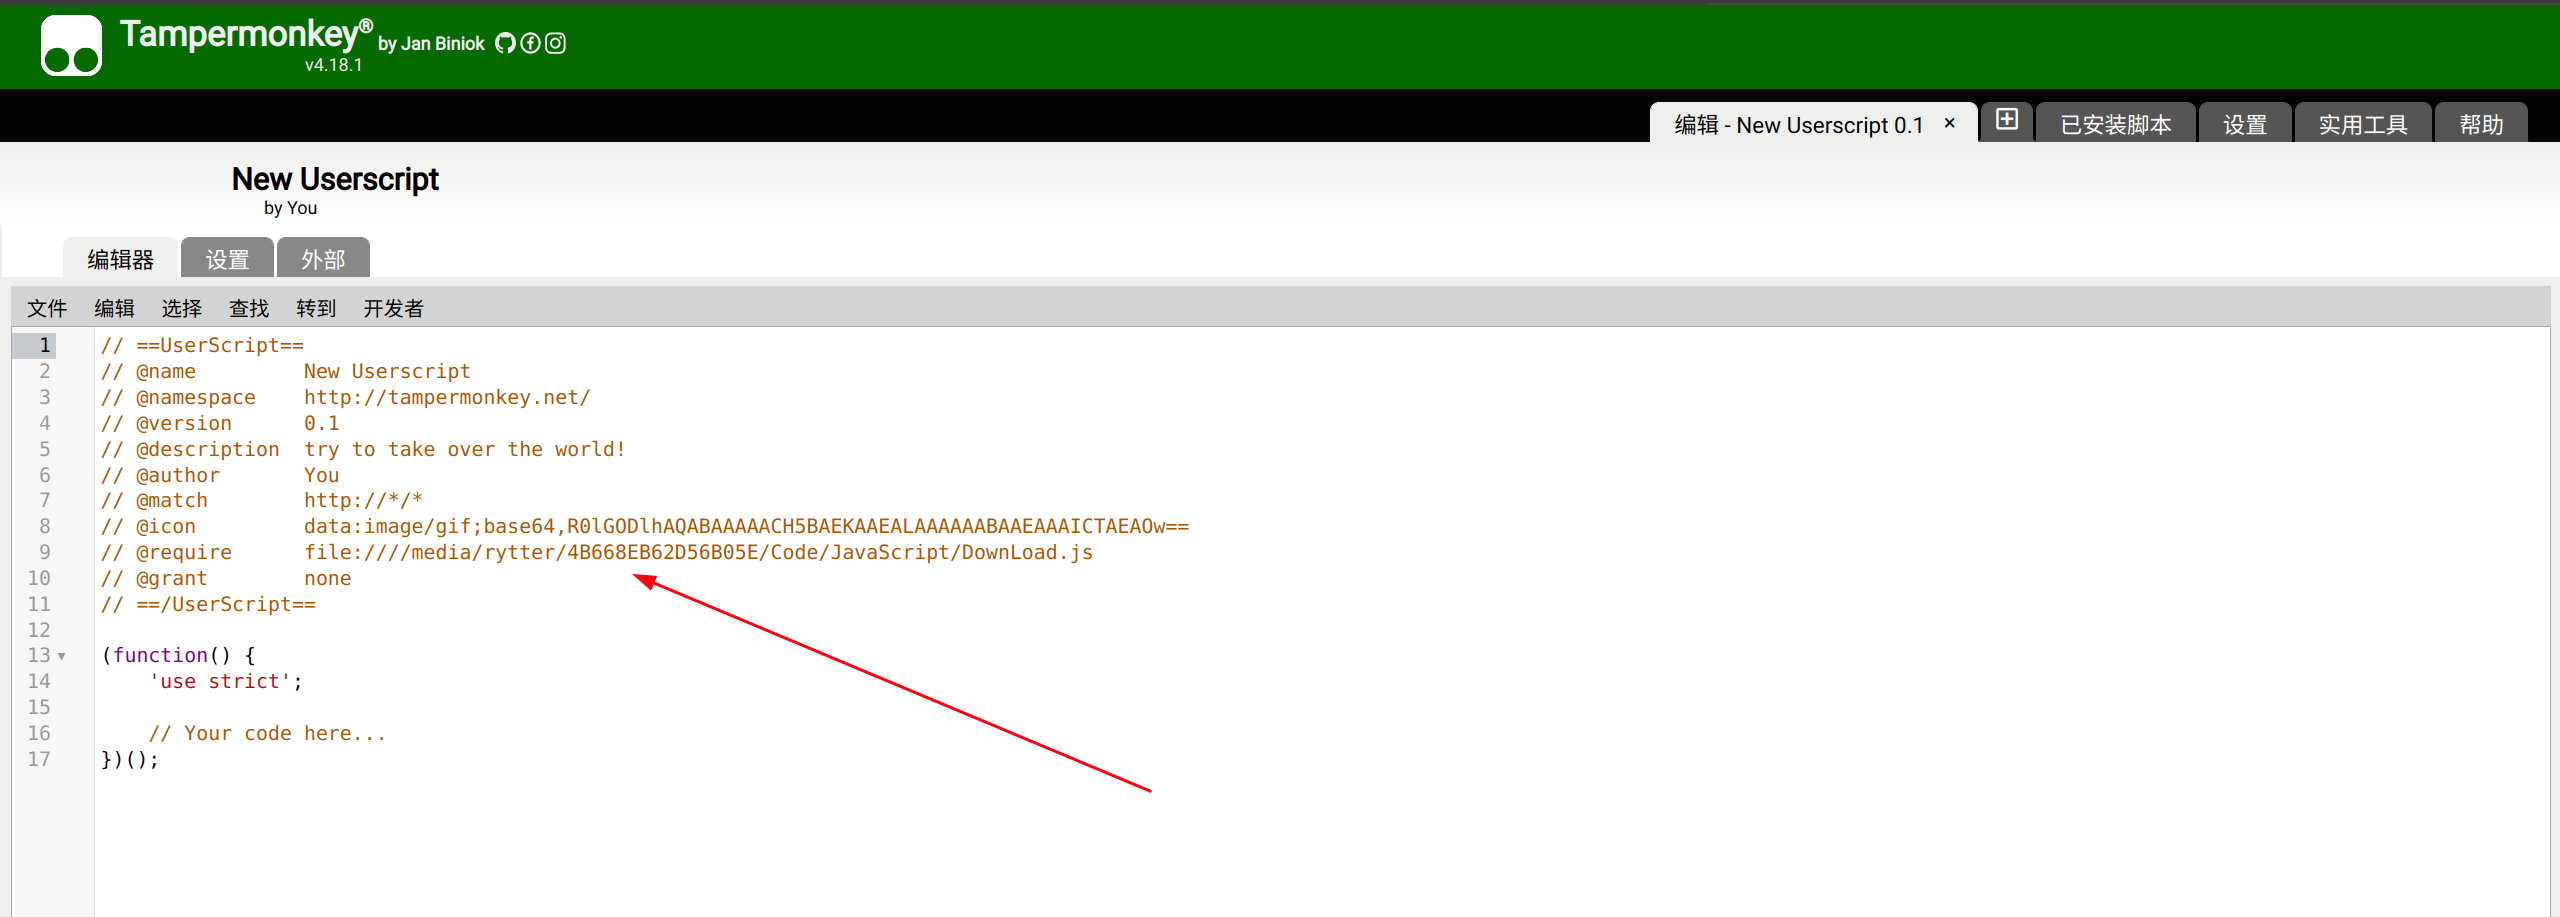 Tampermonkey® by Jan Biniok
v4.18.1
编辑 - New Userscript 0.1 × 已安装脚本 设置 实用工具 帮助
New Userscript
by You
编辑器 设置 外部
文件 编辑 选择 查找 转到 开发者
1 // ==UserScript==
2 // @name         New Userscript
3 // @namespace    http://tampermonkey.net/
4 // @version      0.1
5 // @description  try to take over the world!
6 // @author       You
7 // @match        http://*/*
8 // @icon         data:image/gif;base64,R0lGODlhAQABAAAAACH5BAEKAAEALAAAAAABAAEAAAICTAEAOw==
9 // @require      file:////media/rytter/4B668EB62D56B05E/Code/JavaScript/DownLoad.js
10 // @grant        none
11 // ==/UserScript==
12
13 (function() {
14     'use strict';
15
16     // Your code here...
17 })();